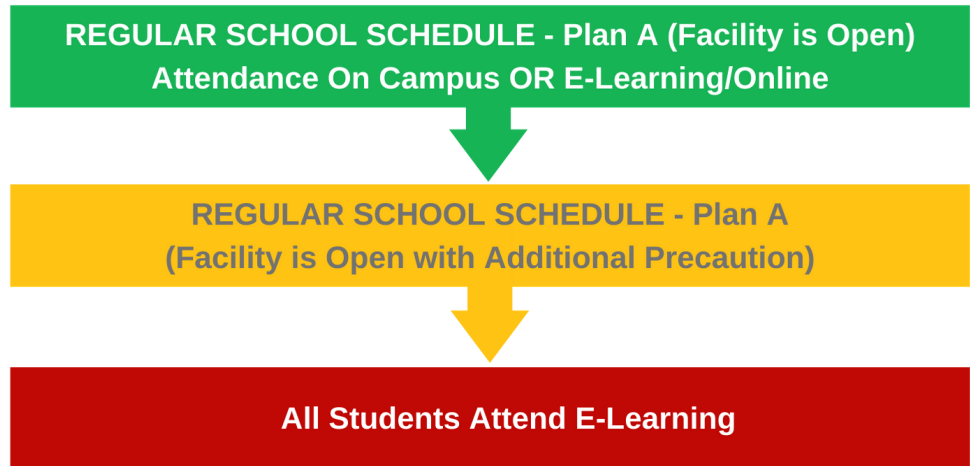 REGULAR SCHOOL SCHEDULE - Plan A (Facility is Open)
Attendance On Campus OR E-Learning/Online
REGULAR SCHOOL SCHEDULE - Plan A
(Facility is Open with Additional Precaution)
All Students Attend E-Learning